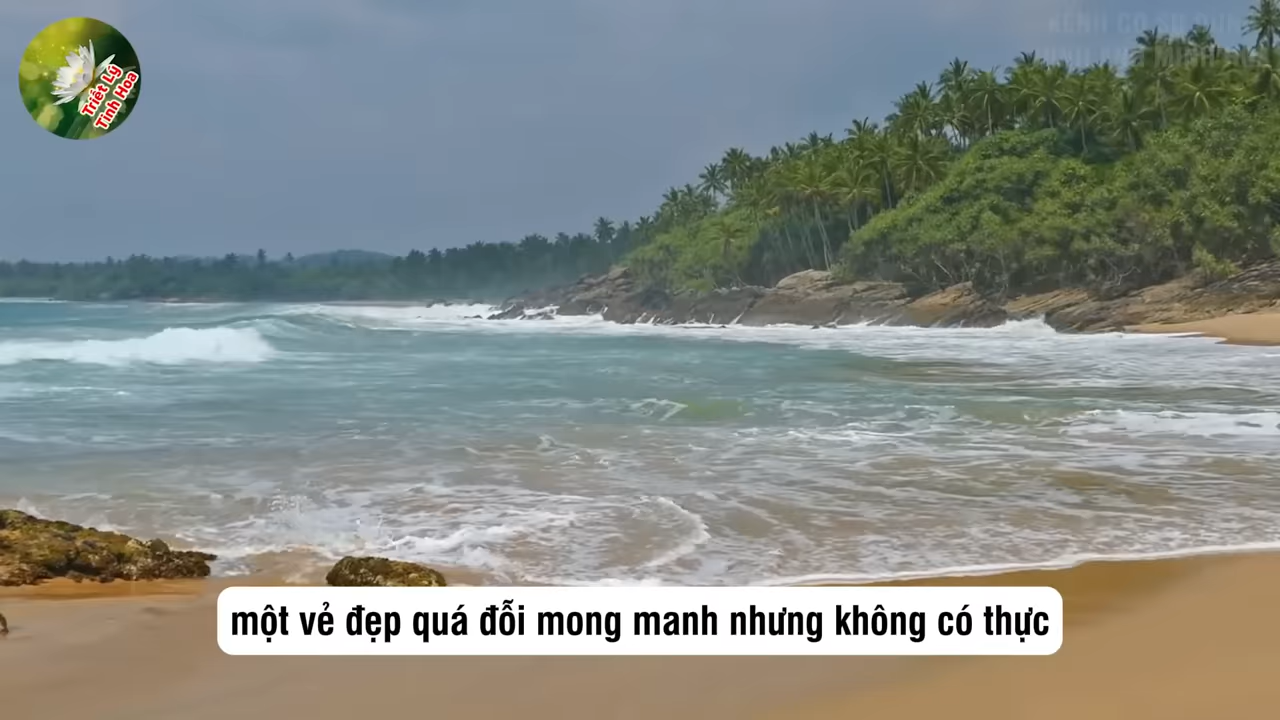 Triết Lý
Tinh Hoa
một vẻ đẹp quá đỗi mong manh nhưng không có thực